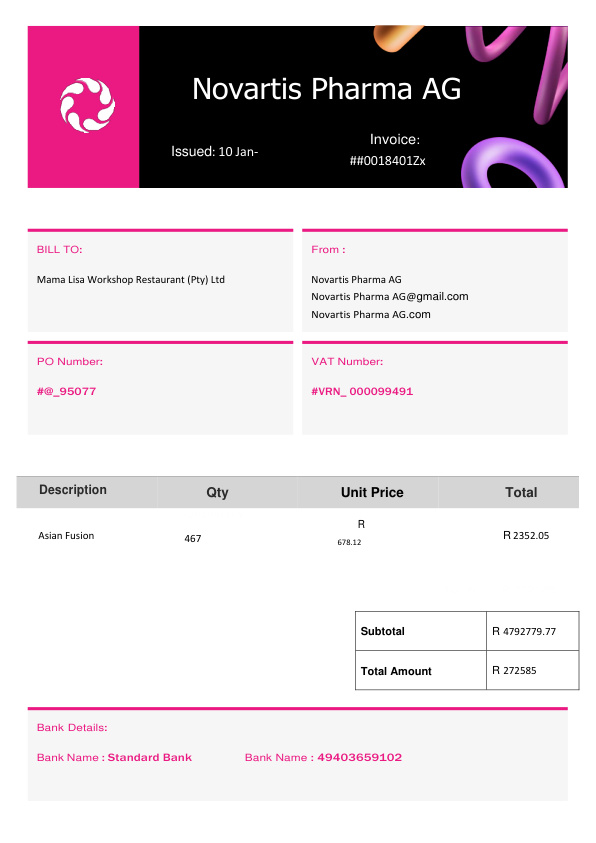 Novartis Pharma AG
Issued: 10 Jan-
Invoice:
##0018401Zx
BILL TO:
Mama Lisa Workshop Restaurant (Pty) Ltd
From :
Novartis Pharma AG
Novartis Pharma AG@gmail.com
Novartis Pharma AG.com
PO Number:
#@_95077
VAT Number:
#VRN_ 000099491
Description Qty Unit Price Total
Asian Fusion 467 R 678.12 R 2352.05
Subtotal R 4792779.77
Total Amount R 272585
Bank Details:
Bank Name : Standard Bank Bank Name : 49403659102